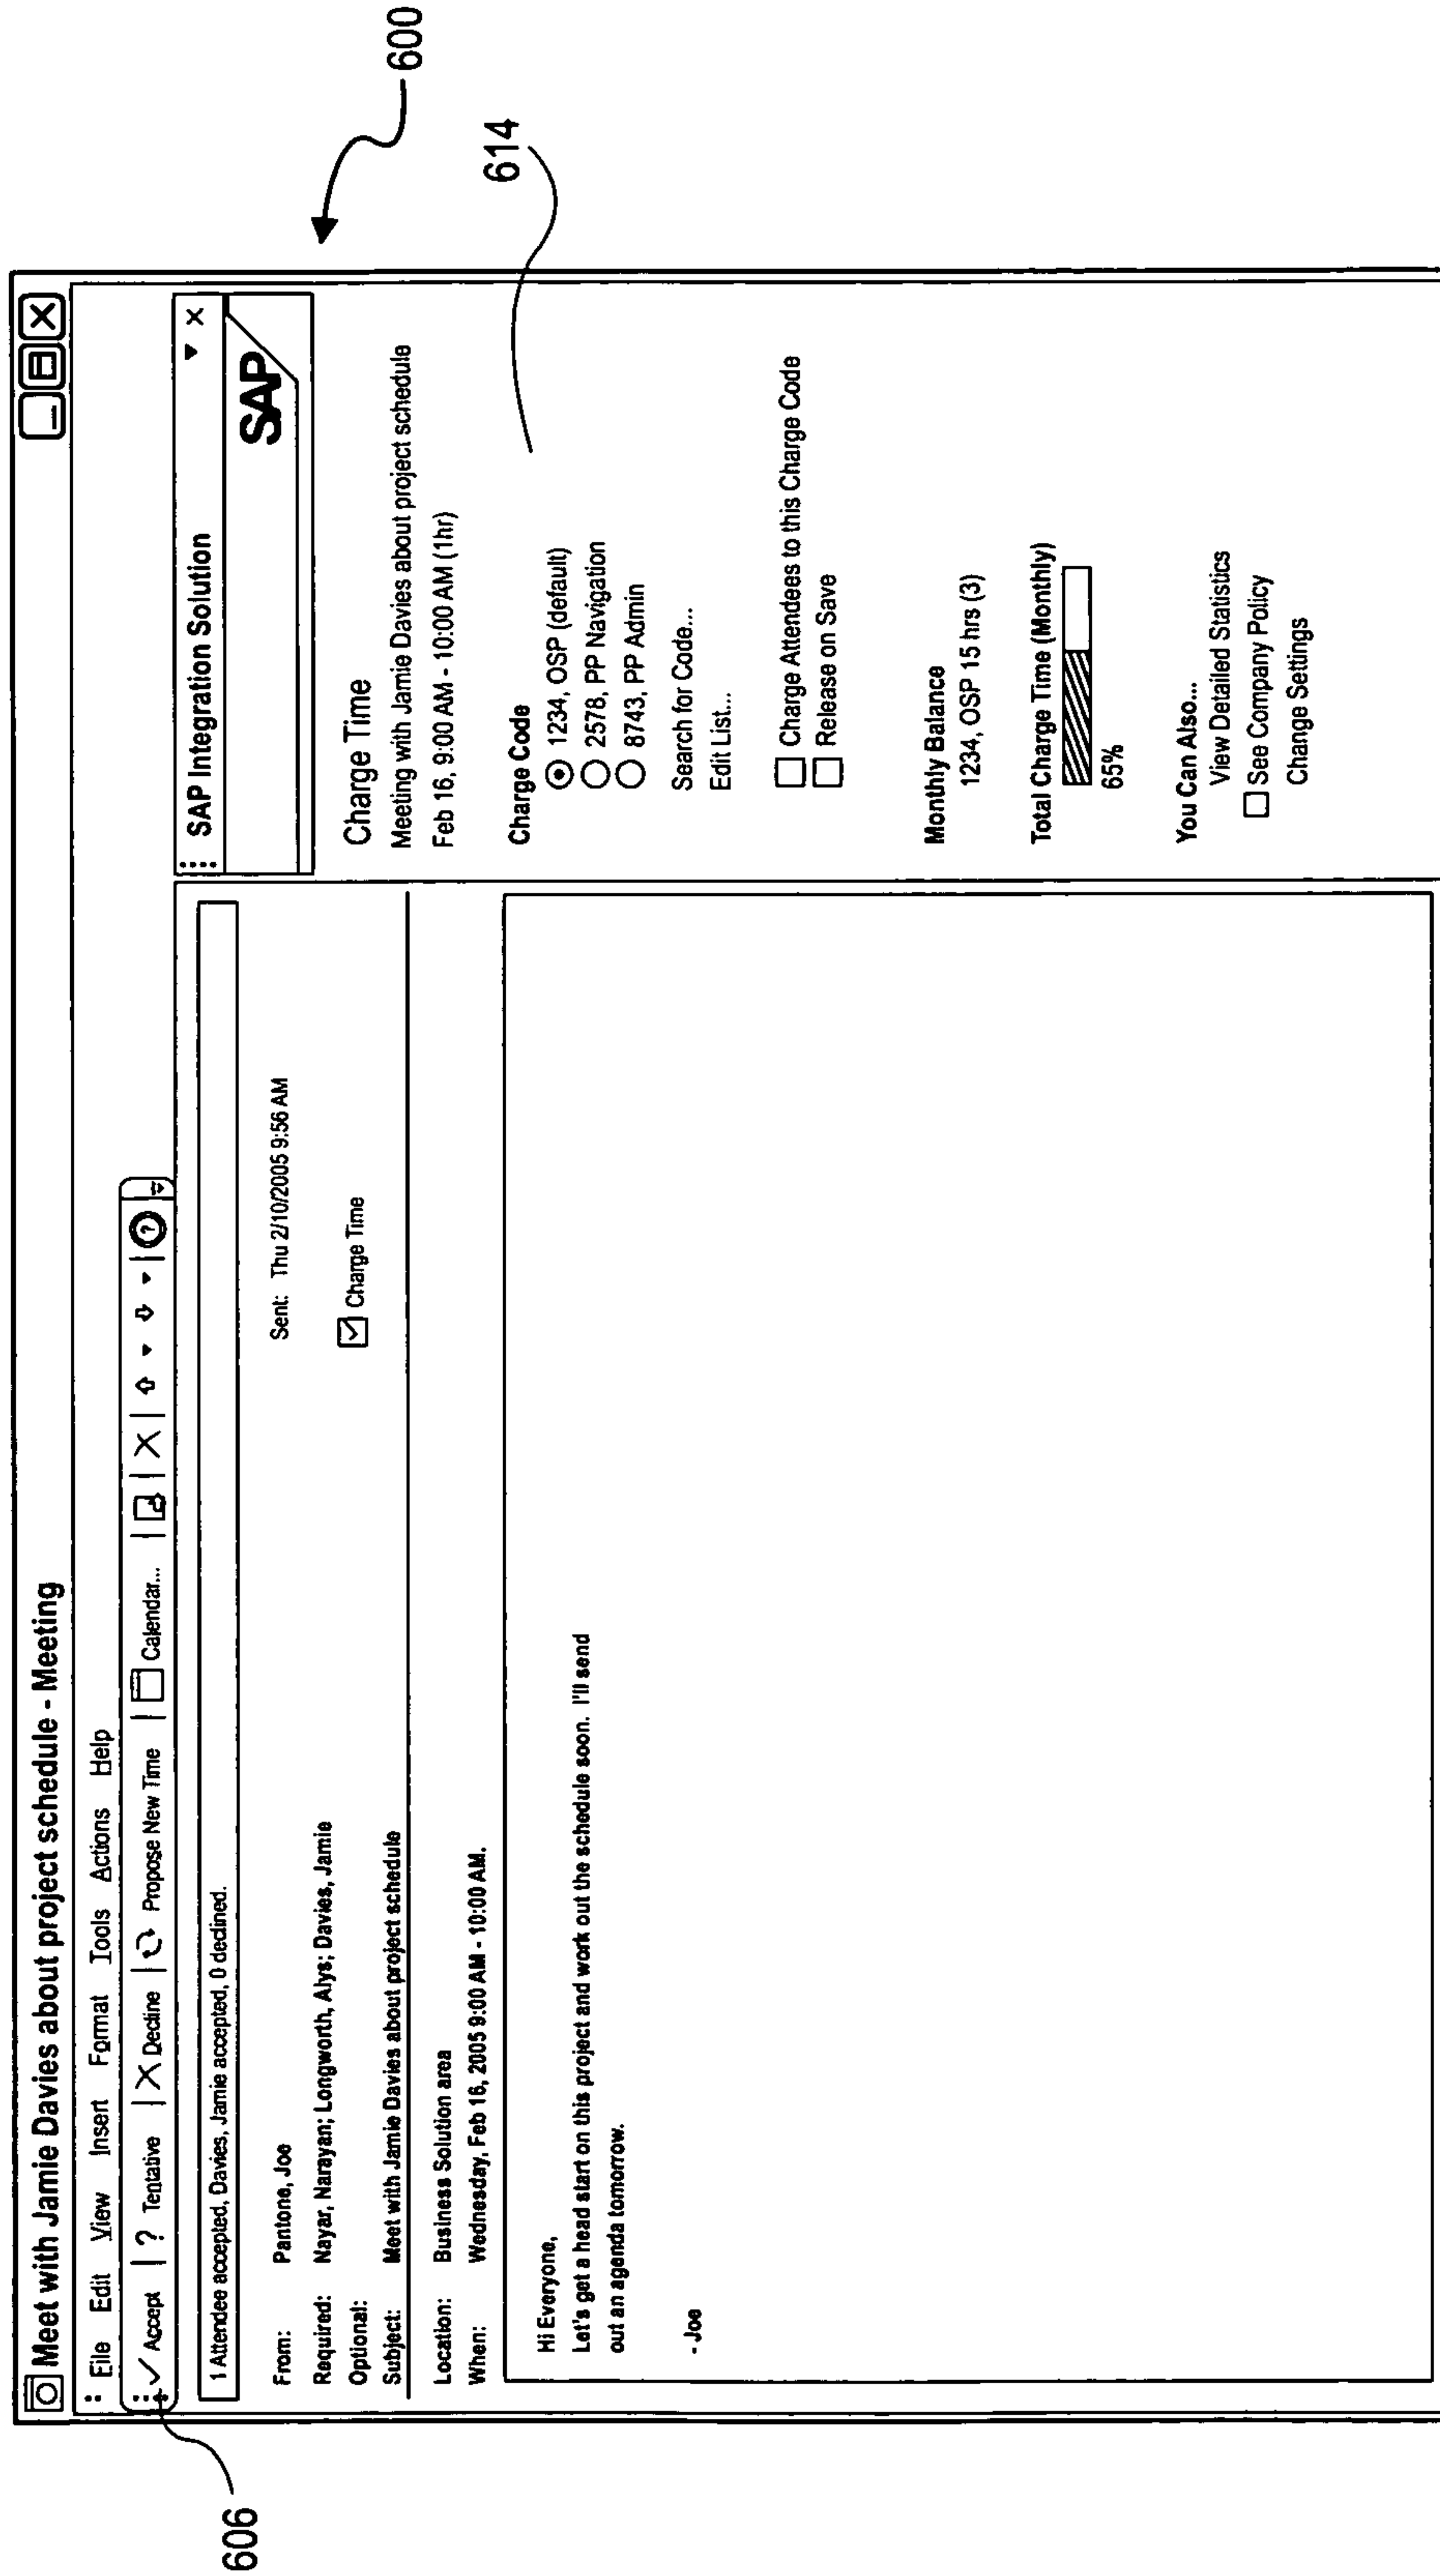 Meet with Jamie Davies about project schedule - Meeting
File Edit View Insert Format Tools Actions Help
Accept | ? Tentative | X Decline | Propose New Time | Calendar... | X
606
1 Attendee accepted, Davies, Jamie accepted, 0 declined.
From: Pantone, Joe
Sent: Thu 2/10/2005 9:56 AM
Required: Nayar, Narayan; Longworth, Alys; Davies, Jamie
Optional:
Charge Time
Subject: Meet with Jamie Davies about project schedule
Location: Business Solution area
When: Wednesday, Feb 16, 2005 9:00 AM - 10:00 AM.
Hi Everyone,
Let's get a head start on this project and work out the schedule soon. I'll send
out an agenda tomorrow.
- Joe
SAP Integration Solution
SAP
600
Charge Time
Meeting with Jamie Davies about project schedule
Feb 16, 9:00 AM - 10:00 AM (1hr)
614
Charge Code
1234, OSP (default)
2578, PP Navigation
8743, PP Admin
Search for Code...
Edit List...
Charge Attendees to this Charge Code
Release on Save
Monthly Balance
1234, OSP 15 hrs (3)
Total Charge Time (Monthly)
65%
You Can Also...
View Detailed Statistics
See Company Policy
Change Settings